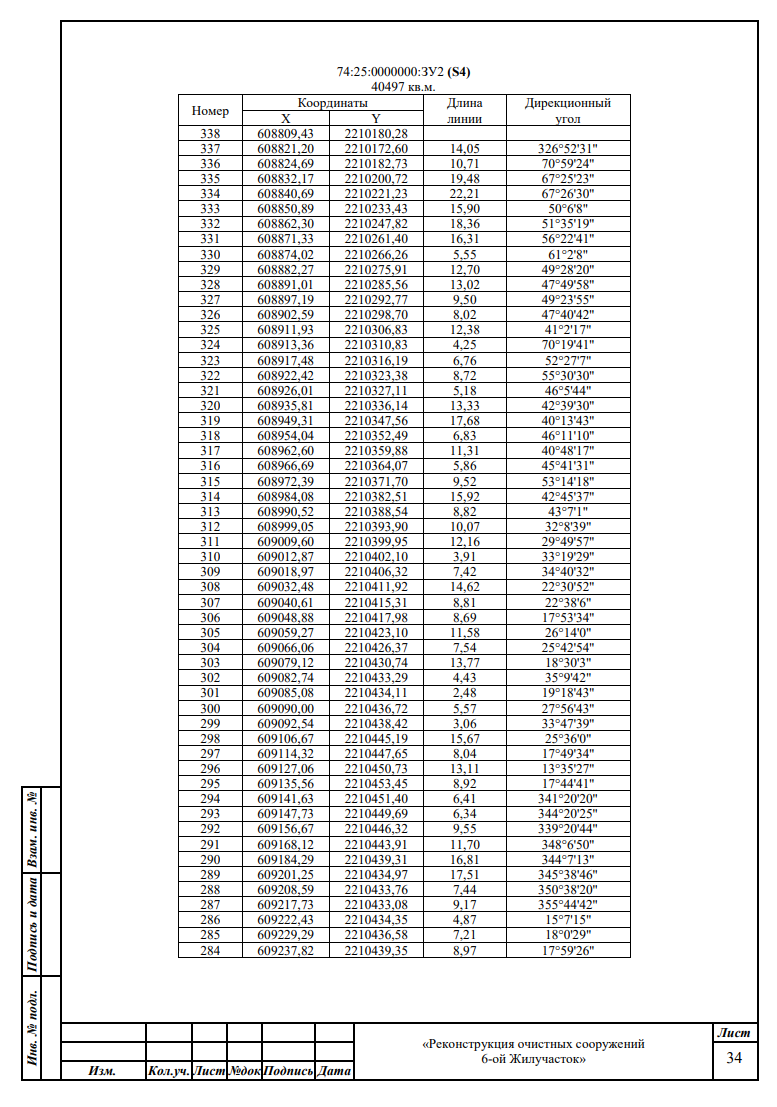 74:25:0000000:ЗУ2 (S4)
40497 кв.м.
Номер Координаты Длина линии Дирекционный угол
X Y
338 608809,43 2210180,28
337 608821,20 2210172,60 14,05 326°52'31"
336 608824,69 2210182,73 10,71 70°59'24"
335 608832,17 2210200,72 19,48 67°25'23"
334 608840,69 2210221,23 22,21 67°26'30"
333 608850,89 2210233,43 15,90 50°6'8"
332 608862,30 2210247,82 18,36 51°35'19"
331 608871,33 2210261,40 16,31 56°22'41"
330 608874,02 2210266,26 5,55 61°2'8"
329 608882,27 2210275,91 12,70 49°28'20"
328 608891,01 2210285,56 13,02 47°49'58"
327 608897,19 2210292,77 9,50 49°23'55"
326 608902,59 2210298,70 8,02 47°40'42"
325 608911,93 2210306,83 12,38 41°2'17"
324 608913,36 2210310,83 4,25 70°19'41"
323 608917,48 2210316,19 6,76 52°27'7"
322 608922,42 2210323,38 8,72 55°30'30"
321 608926,01 2210327,11 5,18 46°5'44"
320 608935,81 2210336,14 13,33 42°39'30"
319 608949,31 2210347,56 17,68 40°13'43"
318 608954,04 2210352,49 6,83 46°11'10"
317 608962,60 2210359,88 11,31 40°48'17"
316 608966,69 2210364,07 5,86 45°41'31"
315 608972,39 2210371,70 9,52 53°14'18"
314 608984,08 2210382,51 15,92 42°45'37"
313 608990,52 2210388,54 8,82 43°7'1"
312 608999,05 2210393,90 10,07 32°8'39"
311 609009,60 2210399,95 12,16 29°49'57"
310 609012,87 2210402,10 3,91 33°19'29"
309 609018,97 2210406,32 7,42 34°40'32"
308 609032,48 2210411,92 14,62 22°30'52"
307 609040,61 2210415,31 8,81 22°38'6"
306 609048,88 2210417,98 8,69 17°53'34"
305 609059,27 2210423,10 11,58 26°14'0"
304 609066,06 2210426,37 7,54 25°42'54"
303 609079,12 2210430,74 13,77 18°30'3"
302 609082,74 2210433,29 4,43 35°9'42"
301 609085,08 2210434,11 2,48 19°18'43"
300 609090,00 2210436,72 5,57 27°56'43"
299 609092,54 2210438,42 3,06 33°47'39"
298 609106,67 2210445,19 15,67 25°36'0"
297 609114,32 2210447,65 8,04 17°49'34"
296 609127,06 2210450,73 13,11 13°35'27"
295 609135,56 2210453,45 8,92 17°44'41"
294 609141,63 2210451,40 6,41 341°20'20"
293 609147,73 2210449,69 6,34 344°20'25"
292 609156,67 2210446,32 9,55 339°20'44"
291 609168,12 2210443,91 11,70 348°6'50"
290 609184,29 2210439,31 16,81 344°7'13"
289 609201,25 2210434,97 17,51 345°38'46"
288 609208,59 2210433,76 7,44 350°38'20"
287 609217,73 2210433,08 9,17 355°44'42"
286 609222,43 2210434,35 4,87 15°7'15"
285 609229,29 2210436,58 7,21 18°0'29"
284 609237,82 2210439,35 8,97 17°59'26"
Взам. инв. №
Подпись и дата
Инв. № подл.
Изм. Кол.уч. Лист №док Подпись Дата
«Реконструкция очистных сооружений
6-ой Жилучасток»
Лист
34